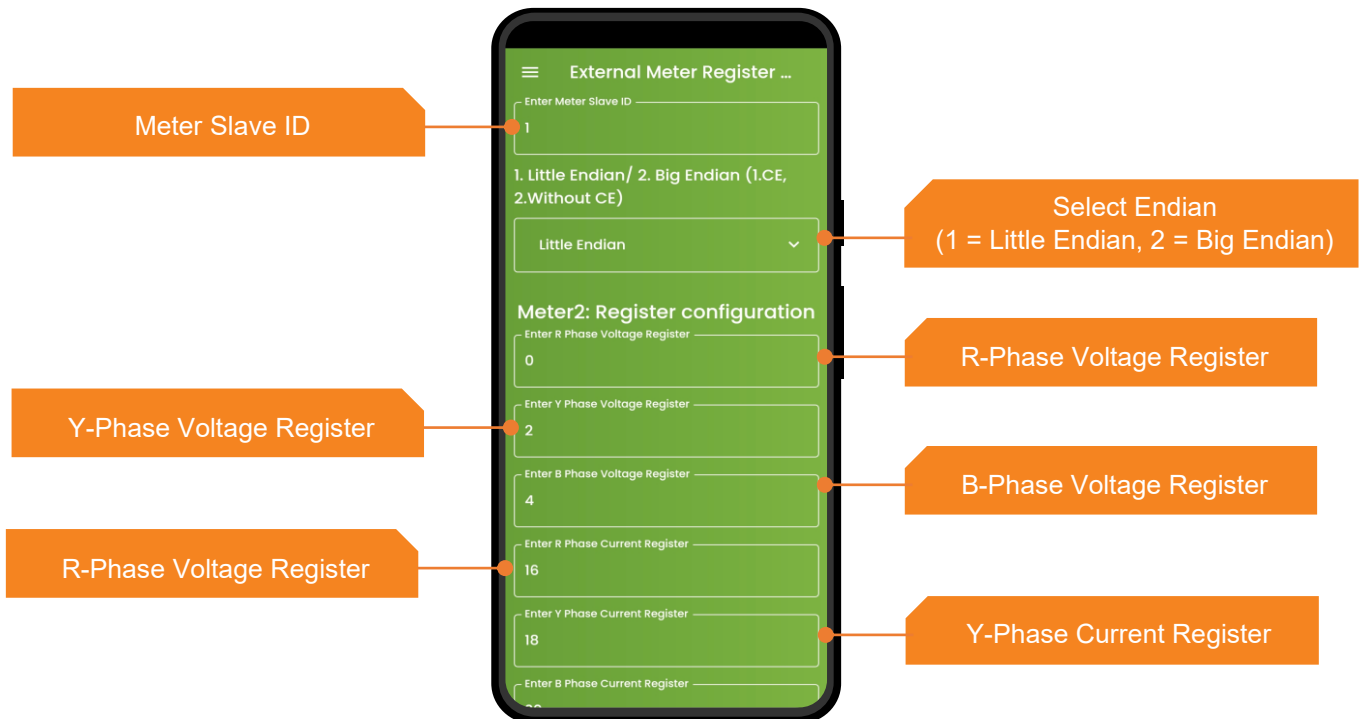 External Meter Register ...
Enter Meter Slave ID
1
Meter Slave ID
1. Little Endian/ 2. Big Endian (1.CE,
2.Without CE)
Little Endian
Select Endian
(1 = Little Endian, 2 = Big Endian)
Meter2: Register configuration
Enter R Phase Voltage Register
0
R-Phase Voltage Register
Enter Y Phase Voltage Register
2
Y-Phase Voltage Register
Enter B Phase Voltage Register
4
B-Phase Voltage Register
Enter R Phase Current Register
16
R-Phase Voltage Register
Enter Y Phase Current Register
18
Y-Phase Current Register
Enter B Phase Current Register